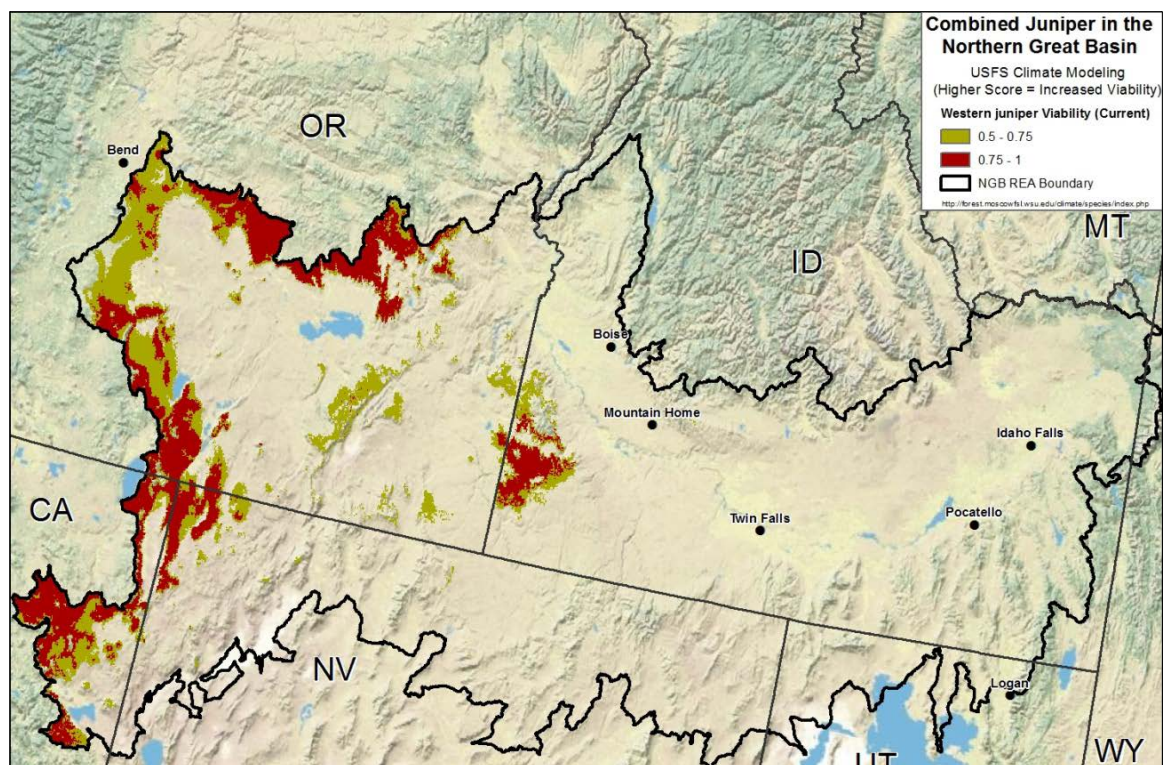 Combined Juniper in the
Northern Great Basin
USFS Climate Modeling
(Higher Score = Increased Viability)
Western juniper Viability (Current)
0.5 - 0.75
0.75 - 1
NGB REA Boundary
http://forest.moscowfsl.wsu.edu/climate/species/index.php
OR
Bend
MT
ID
Boise
Mountain Home
Idaho Falls
CA
Twin Falls
Pocatello
NV
Logan
UT
WY